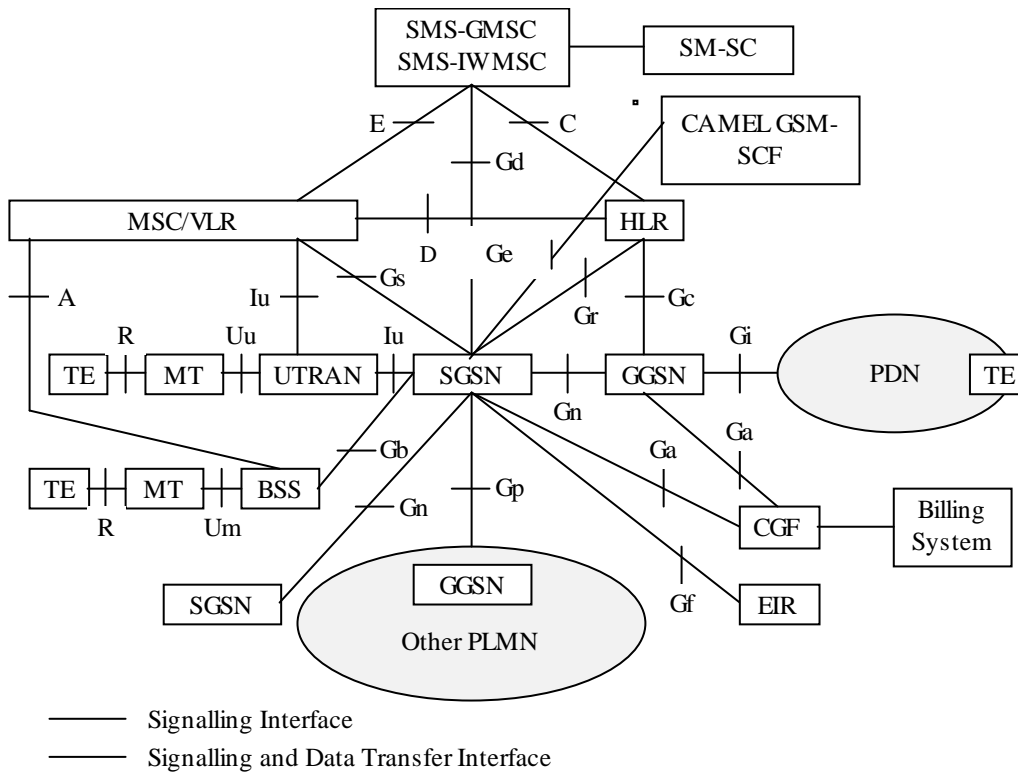 SMS-GMSC
SMS-IWMSC
SM-SC
E
C
CAMEL GSM-
SCF
Gd
MSC/VLR
HLR
D
Ge
Gs
A
Iu
Gr
Gc
R
Uu
Iu
Gi
TE
MT
UTRAN
SGSN
GGSN
PDN
TE
Gn
Gb
Ga
Ga
TE
MT
BSS
Gn
Gp
R
Um
CGF
Billing
System
SGSN
GGSN
Gf
EIR
Other PLMN
Signalling Interface
Signalling and Data Transfer Interface